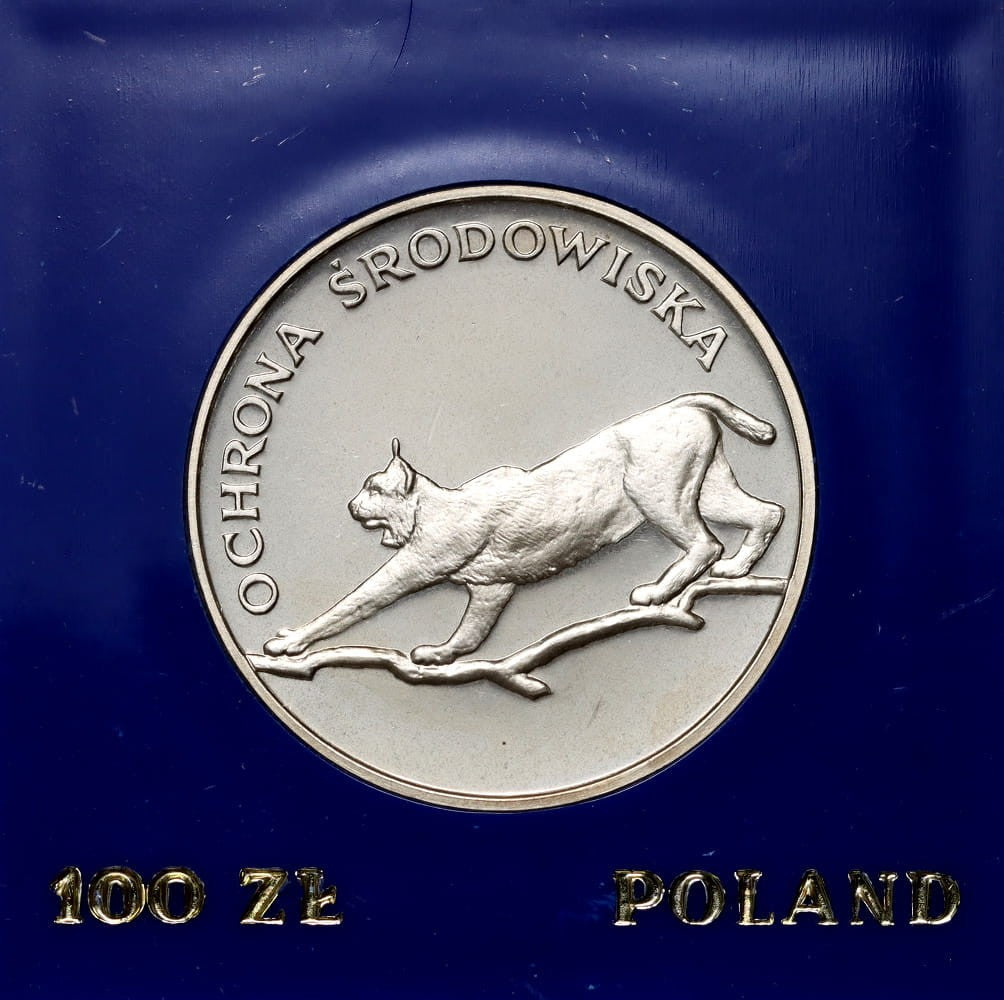 OCHRONA ŚRODOWISKA
100 ZŁ POLAND